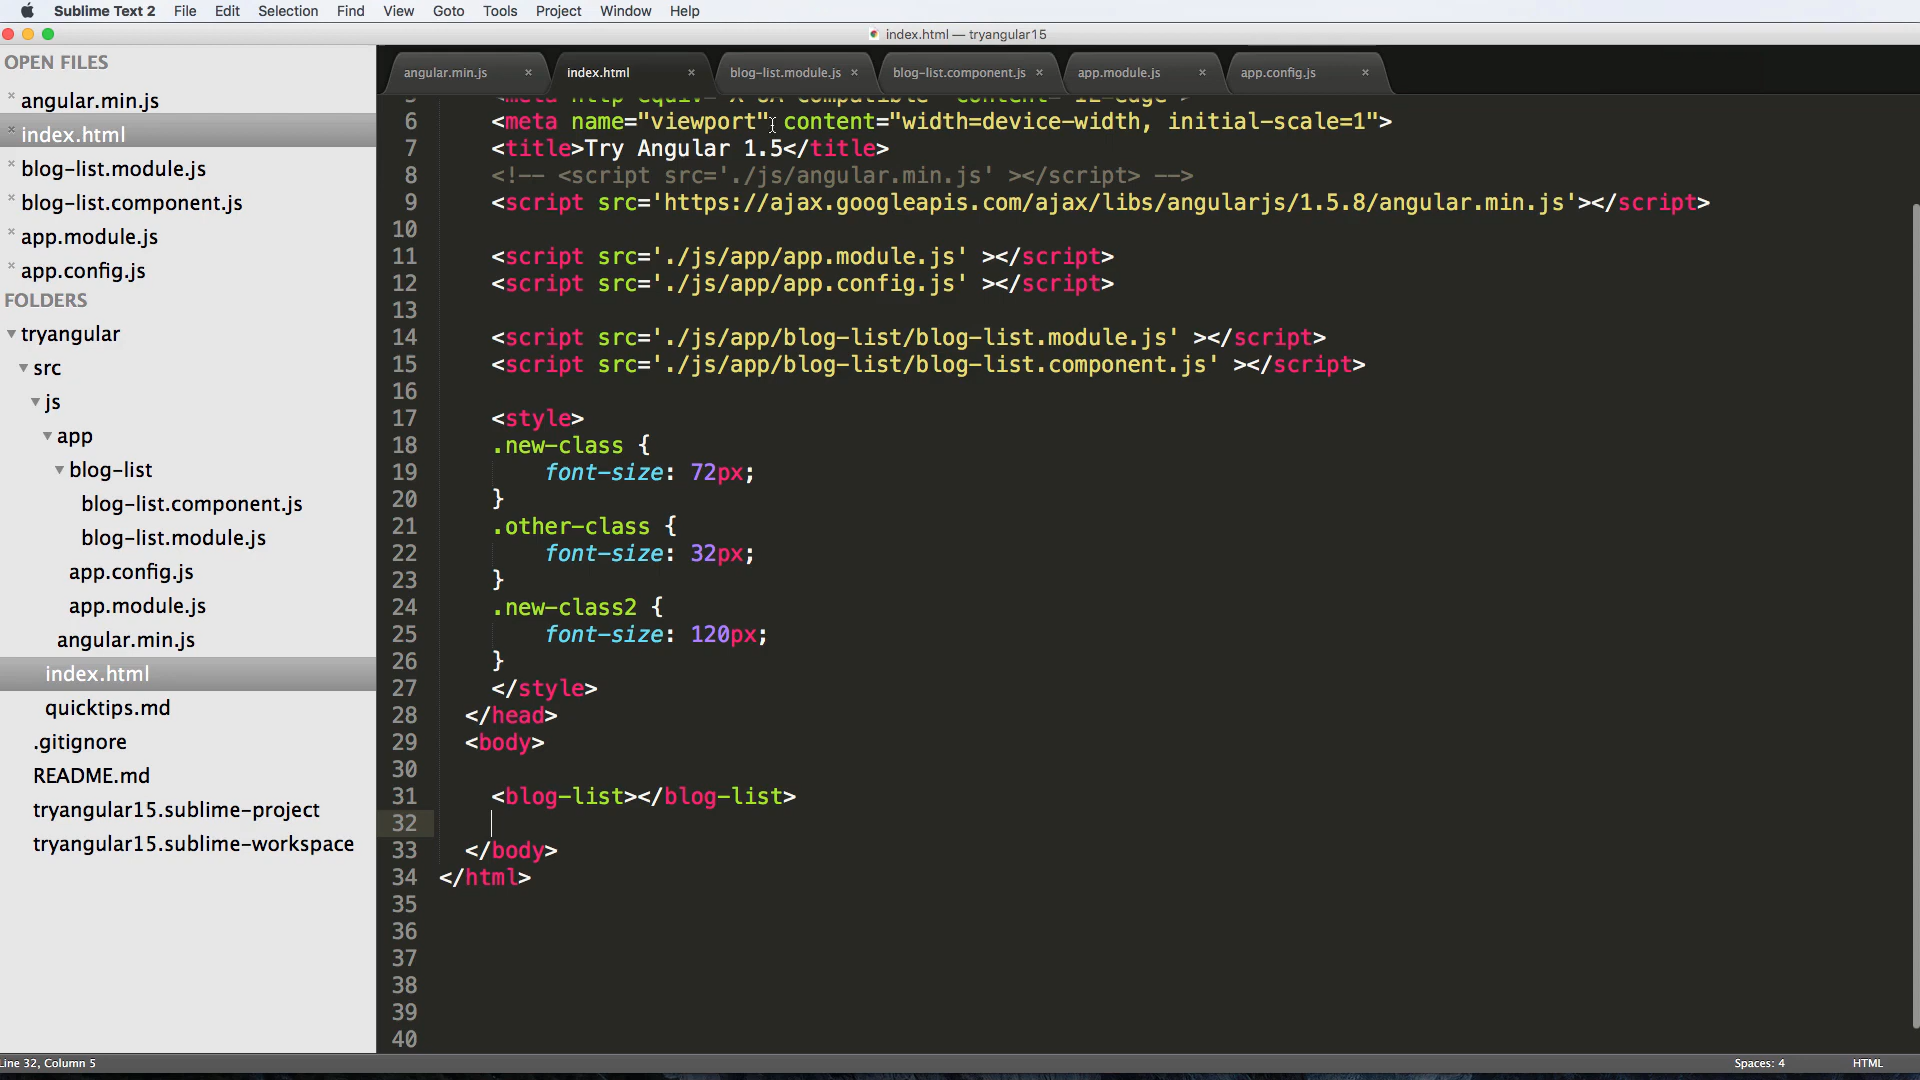 Sublime Text 2 File Edit Selection Find View Goto Tools Project Window Help
index.html — tryangular15
OPEN FILES
angular.min.js
index.html
blog-list.module.js
blog-list.component.js
app.module.js
app.config.js
FOLDERS
tryangular
src
js
app
blog-list
blog-list.component.js
blog-list.module.js
app.config.js
app.module.js
angular.min.js
index.html
quicktips.md
.gitignore
README.md
tryangular15.sublime-project
tryangular15.sublime-workspace
angular.min.js × index.html × blog-list.module.js × blog-list.component.js × app.module.js × app.config.js ×
6 <meta name="viewport" content="width=device-width, initial-scale=1">
7 <title>Try Angular 1.5</title>
8 <!-- <script src='./js/angular.min.js' ></script> -->
9 <script src='https://ajax.googleapis.com/ajax/libs/angularjs/1.5.8/angular.min.js'></script>
10
11 <script src='./js/app/app.module.js' ></script>
12 <script src='./js/app/app.config.js' ></script>
13
14 <script src='./js/app/blog-list/blog-list.module.js' ></script>
15 <script src='./js/app/blog-list/blog-list.component.js' ></script>
16
17 <style>
18 .new-class {
19 font-size: 72px;
20 }
21 .other-class {
22 font-size: 32px;
23 }
24 .new-class2 {
25 font-size: 120px;
26 }
27 </style>
28 </head>
29 <body>
30
31 <blog-list></blog-list>
32
33 </body>
34 </html>
35
36
37
38
39
40
Line 32, Column 5 Spaces: 4 HTML